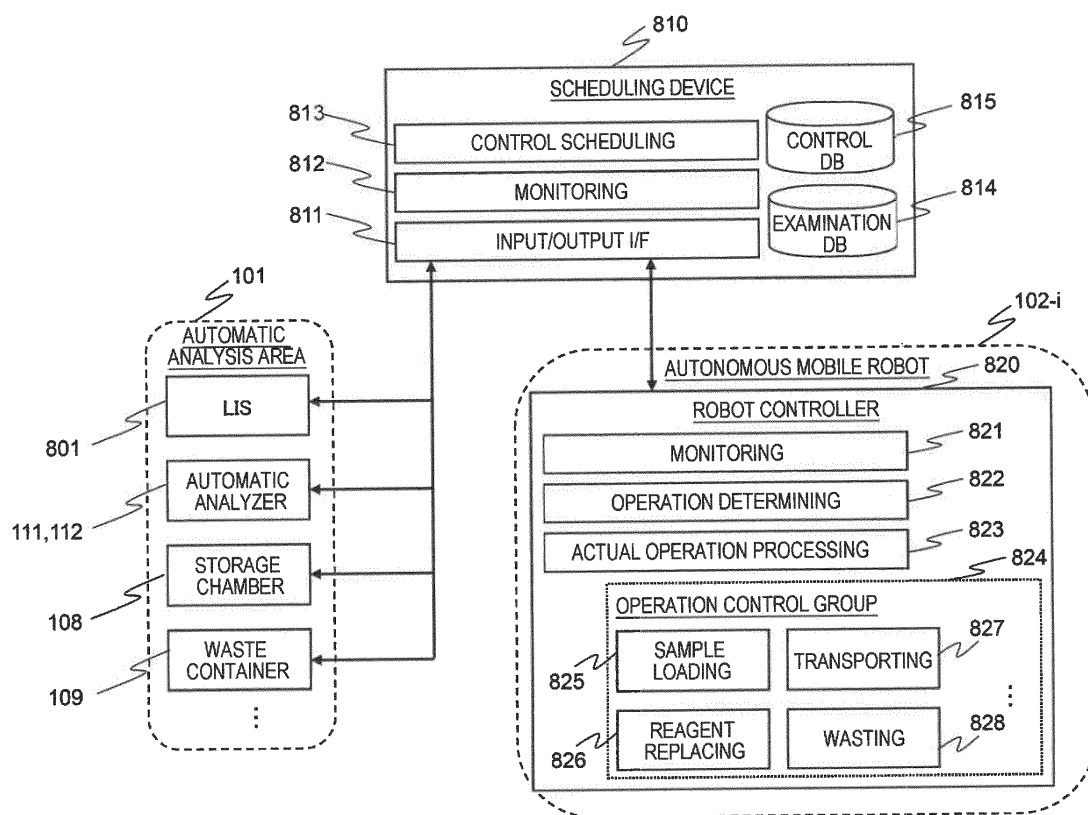 810
SCHEDULING DEVICE
813
CONTROL SCHEDULING
CONTROL
DB
815
812
MONITORING
814
811
INPUT/OUTPUT I/F
EXAMINATION
DB
101
AUTOMATIC
ANALYSIS AREA
LIS
801
AUTOMATIC
ANALYZER
111,112
STORAGE
CHAMBER
108
WASTE
CONTAINER
109
⋮
102-i
AUTONOMOUS MOBILE ROBOT
820
ROBOT CONTROLLER
MONITORING
821
OPERATION DETERMINING
822
ACTUAL OPERATION PROCESSING
823
824
OPERATION CONTROL GROUP
SAMPLE
LOADING
825
TRANSPORTING
827
⋮
REAGENT
REPLACING
826
WASTING
828